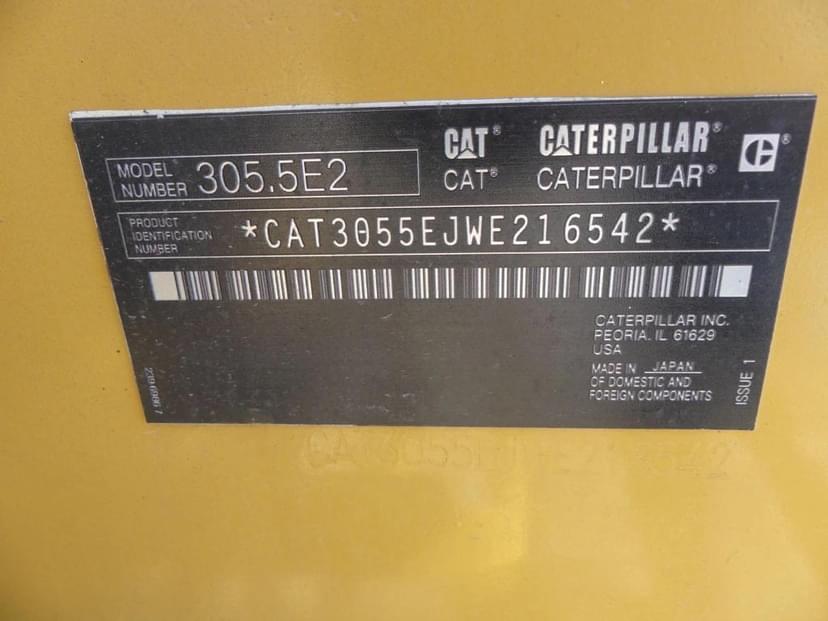 MODEL NUMBER 305.5E2
CAT® CATERPILLAR® ®
CAT® CATERPILLAR®
PRODUCT
IDENTIFICATION
NUMBER
*CAT3055EJWE216542*
CATERPILLAR INC.
PEORIA, IL 61629
USA
MADE IN JAPAN
OF DOMESTIC AND
FOREIGN COMPONENTS
ISSUE 1